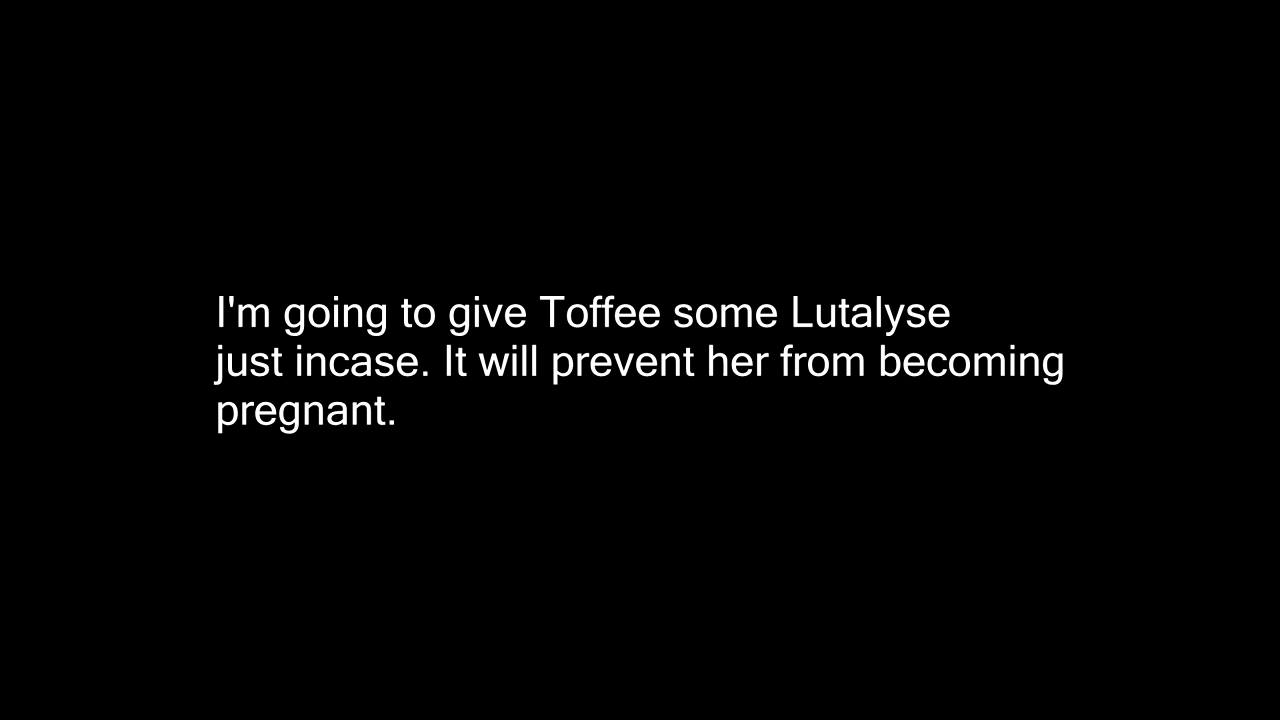 I'm going to give Toffee some Lutalyse
just incase. It will prevent her from becoming
pregnant.